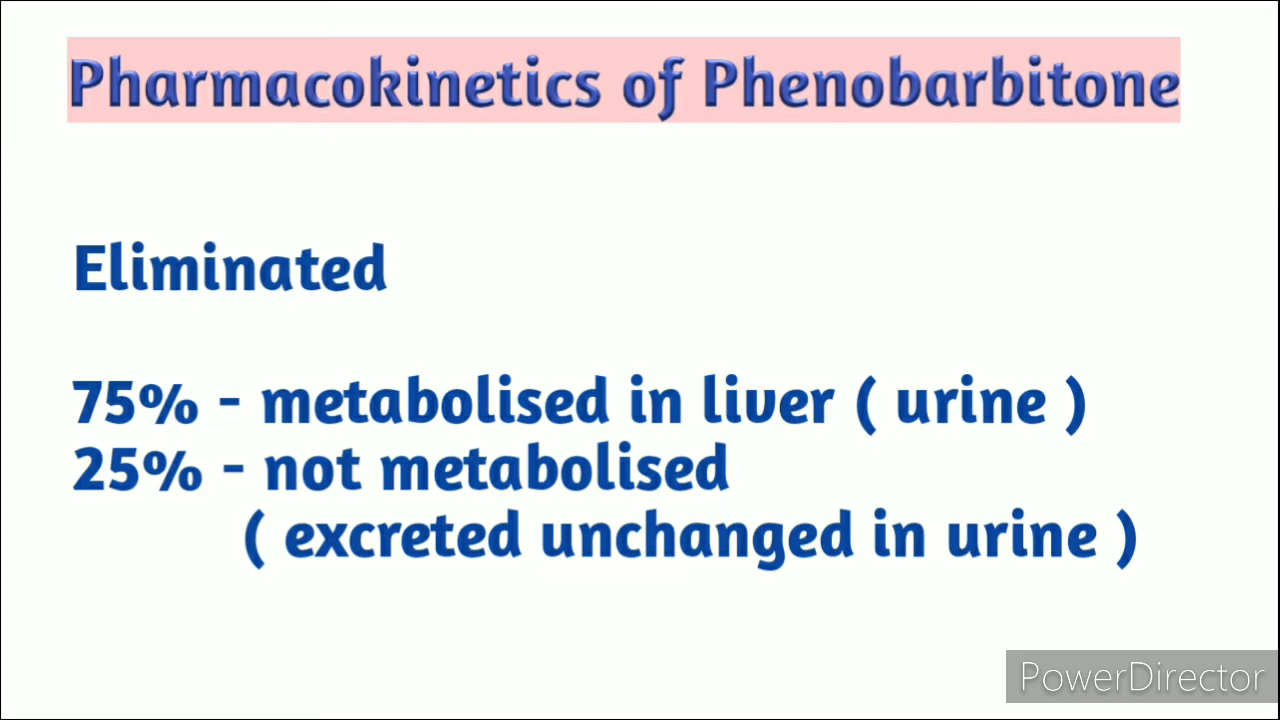 Pharmacokinetics of Phenobarbitone
Eliminated
75% - metabolised in liver ( urine )
25% - not metabolised
( excreted unchanged in urine )
PowerDirector